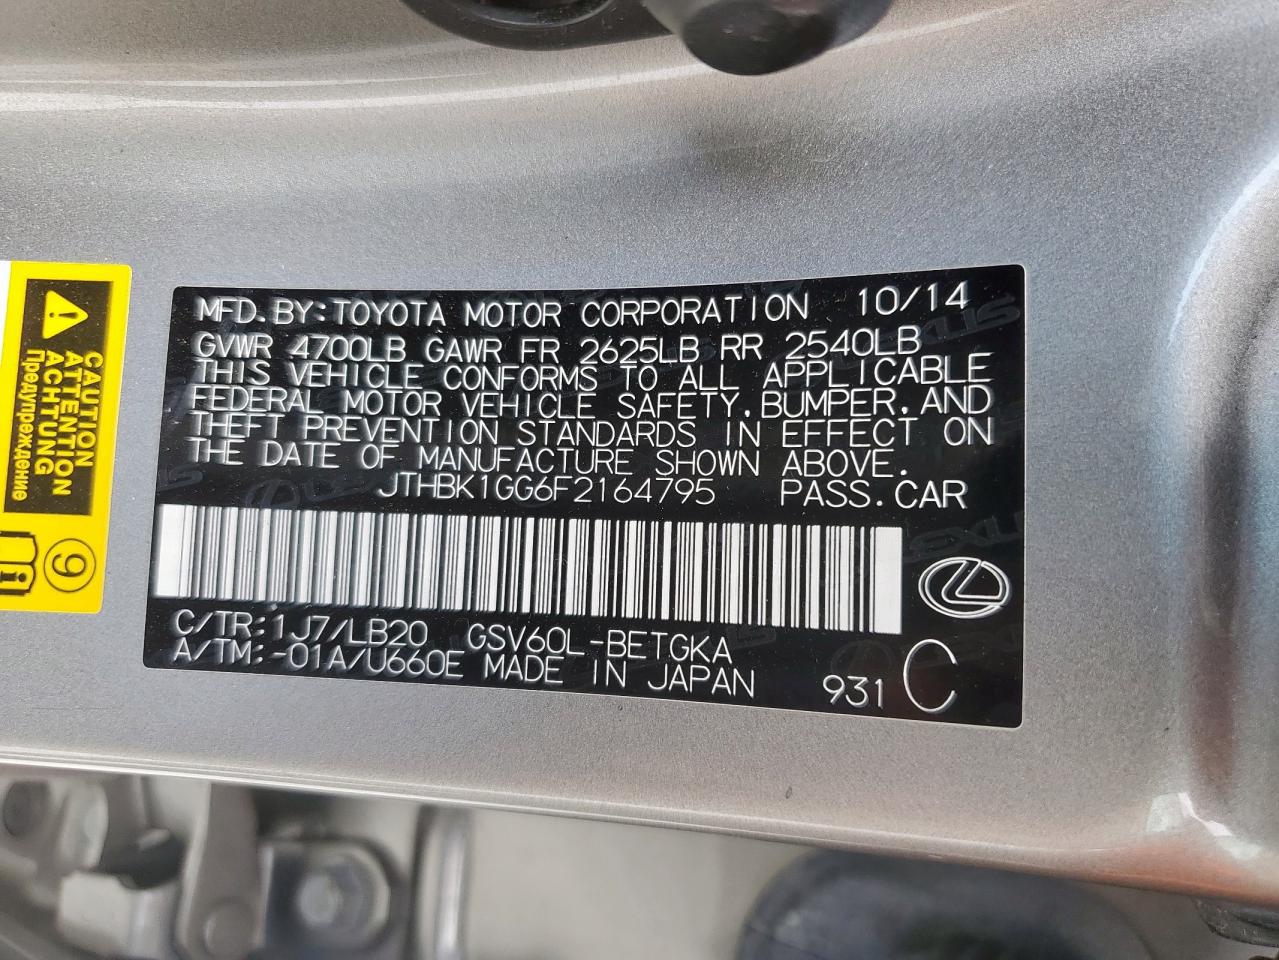 MFD.BY:TOYOTA MOTOR CORPORATION 10/14
GVWR 4700LB GAWR FR 2625LB RR 2540LB
THIS VEHICLE CONFORMS TO ALL APPLICABLE
FEDERAL MOTOR VEHICLE SAFETY,BUMPER,AND
THEFT PREVENTION STANDARDS IN EFFECT ON
THE DATE OF MANUFACTURE SHOWN ABOVE.
JTHBK1GG6F2164795 PASS.CAR
C/TR:1J7/LB20 GSV60L-BETGKA
A/TM:-01A/U660E MADE IN JAPAN
931 C
CAUTION
ATTENTION
ACHTUNG
Предупреждение
9